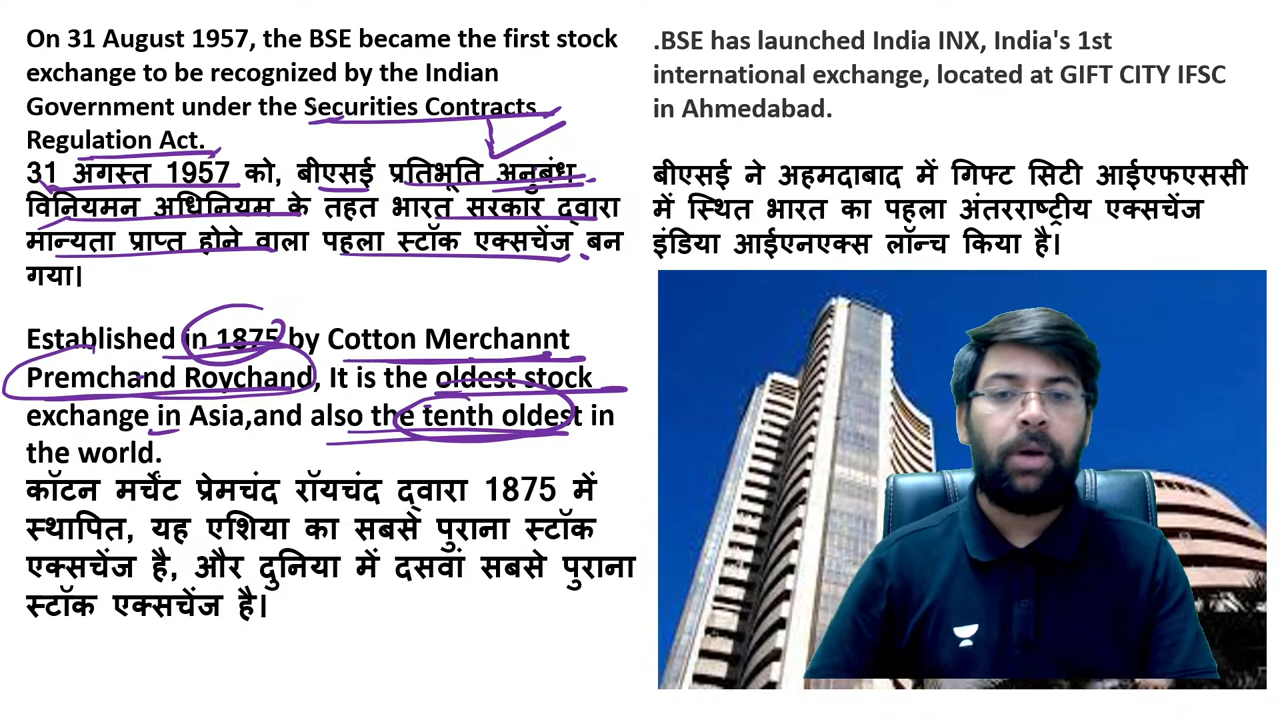 On 31 August 1957, the BSE became the first stock
exchange to be recognized by the Indian
Government under the Securities Contracts
Regulation Act.
31 अगस्त 1957 को, बीएसई प्रतिभूति अनुबंध
विनियमन अधिनियम के तहत भारत सरकार द्वारा
मान्यता प्राप्त होने वाला पहला स्टॉक एक्सचेंज बन
गया।
Established in 1875 by Cotton Merchannt
Premchand Roychand, It is the oldest stock
exchange in Asia,and also the tenth oldest in
the world.
कॉटन मर्चेंट प्रेमचंद रॉयचंद द्वारा 1875 में
स्थापित, यह एशिया का सबसे पुराना स्टॉक
एक्सचेंज है, और दुनिया में दसवां सबसे पुराना
स्टॉक एक्सचेंज है।
.BSE has launched India INX, India's 1st
international exchange, located at GIFT CITY IFSC
in Ahmedabad.
बीएसई ने अहमदाबाद में गिफ्ट सिटी आईएफएससी
में स्थित भारत का पहला अंतरराष्ट्रीय एक्सचेंज
इंडिया आईएनएक्स लॉन्च किया है।